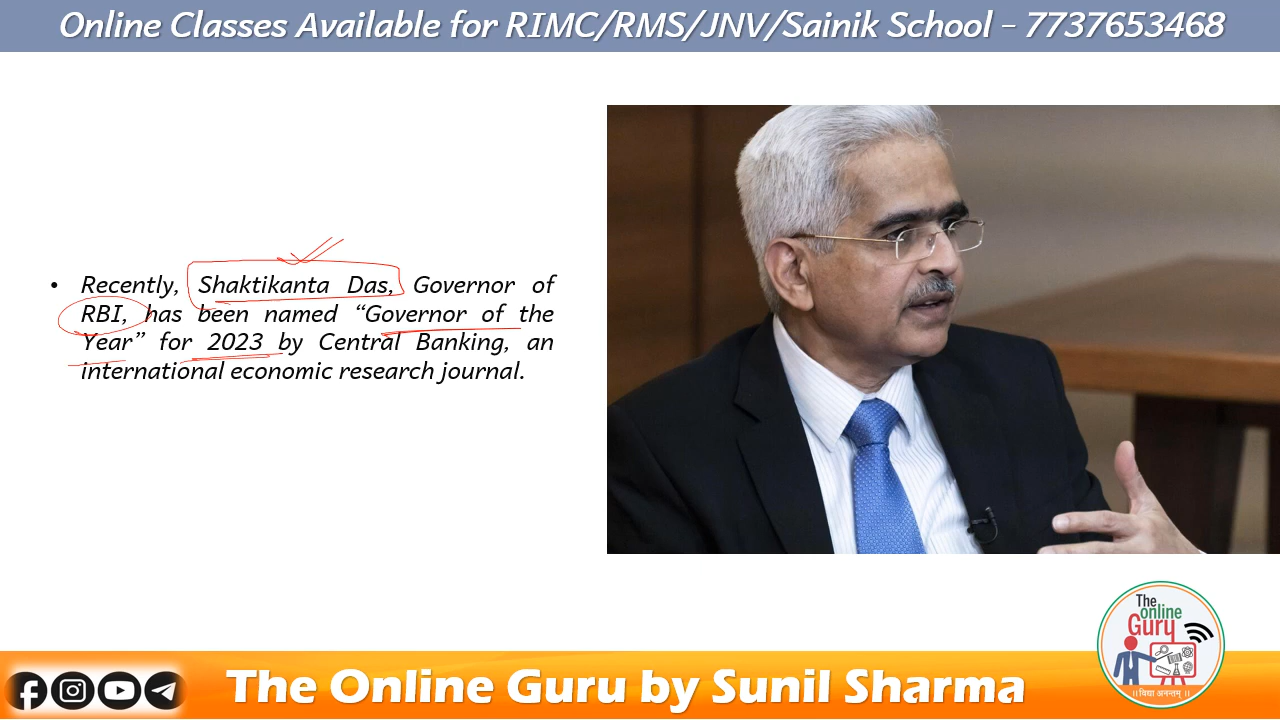 Online Classes Available for RIMC/RMS/JNV/Sainik School – 7737653468
• Recently, Shaktikanta Das, Governor of
RBI, has been named “Governor of the
Year” for 2023 by Central Banking, an
international economic research journal.
The
online
Guru
॥विद्या अनन्तम्॥
The Online Guru by Sunil Sharma